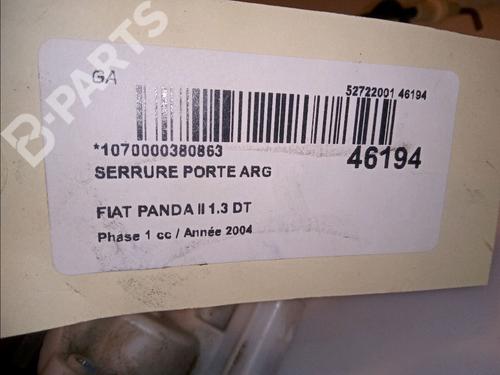 B-PARTS
GA
52722001 46194
*1070000380863
46194
SERRURE PORTE ARG
FIAT PANDA II 1.3 DT
Phase 1 cc / Année 2004